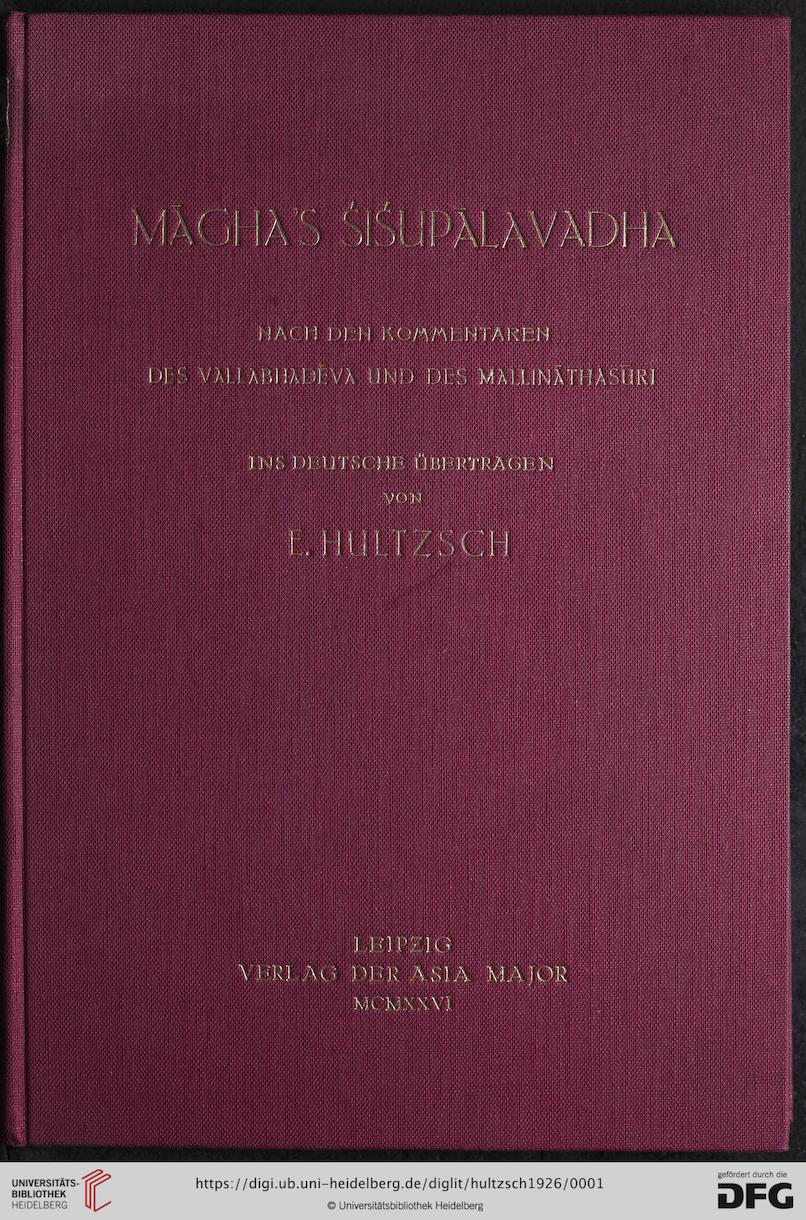 MĀGHA'S ŚIŚUPĀLAVADHA
NACH DEN KOMMENTAREN
DES VALLABHADĒVA UND DES MALLINĀTHASŪRI
INS DEUTSCHE ÜBERTRAGEN
VON
E. HULTZSCH
LEIPZIG
VERLAG DER ASIA MAJOR
MCMXXVI
UNIVERSITÄTS-
BIBLIOTHEK
HEIDELBERG
https://digi.ub.uni-heidelberg.de/diglit/hultzsch1926/0001
© Universitätsbibliothek Heidelberg
gefördert durch die
DFG